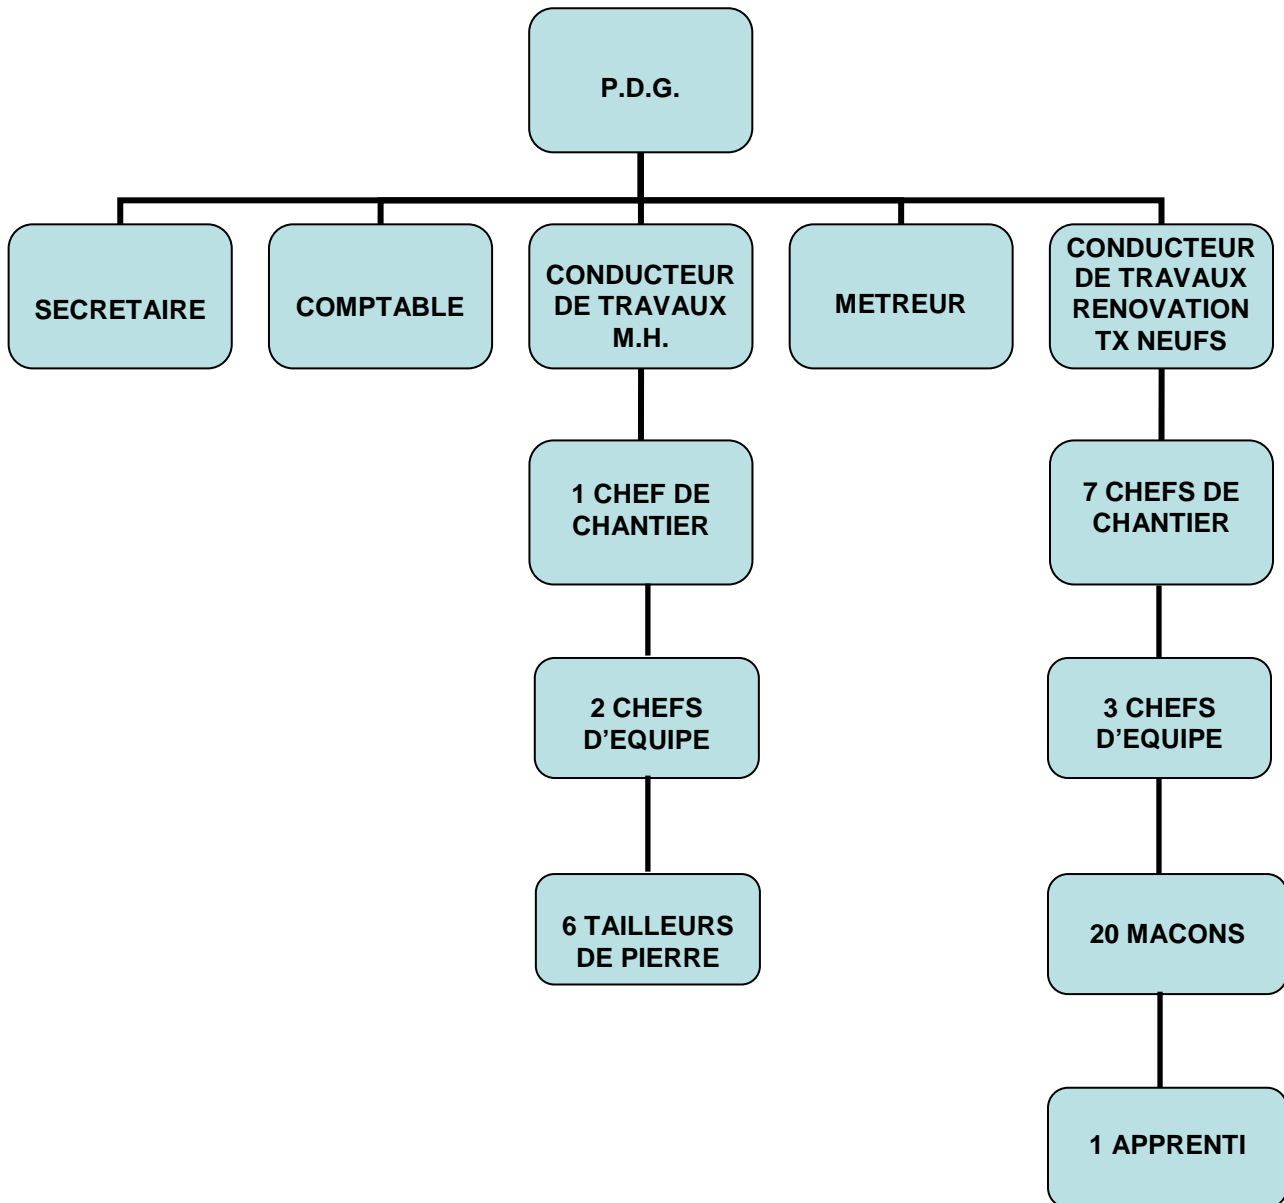 P.D.G.
SECRETAIRE
COMPTABLE
CONDUCTEUR
DE TRAVAUX
M.H.
METREUR
CONDUCTEUR
DE TRAVAUX
RENOVATION
TX NEUFS
1 CHEF DE
CHANTIER
7 CHEFS DE
CHANTIER
2 CHEFS
D’EQUIPE
3 CHEFS
D’EQUIPE
6 TAILLEURS
DE PIERRE
20 MACONS
1 APPRENTI